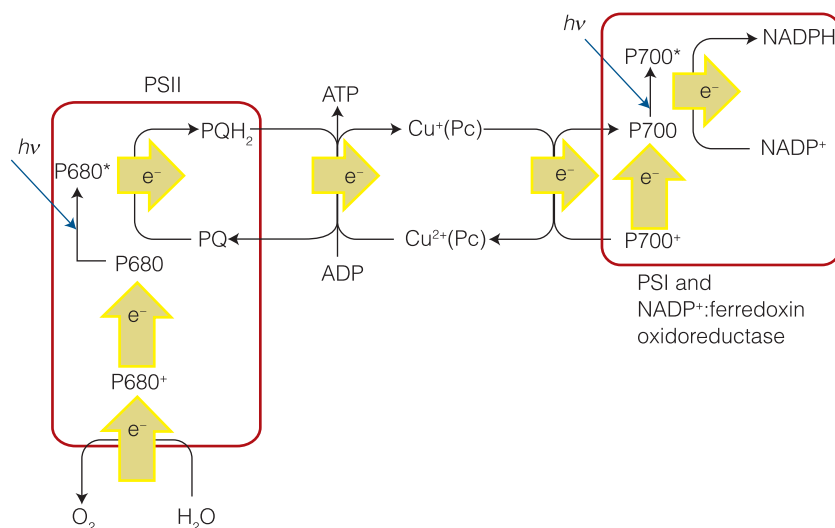 hν
NADPH
P700*
PSII
ATP
e⁻
PQH₂
Cu⁺(Pc)
P700
NADP⁺
hν
P680*
e⁻
e⁻
e⁻
e⁻
PQ
Cu²⁺(Pc)
P700⁺
P680
ADP
PSI and
NADP⁺:ferredoxin
oxidoreductase
e⁻
P680⁺
e⁻
O₂
H₂O